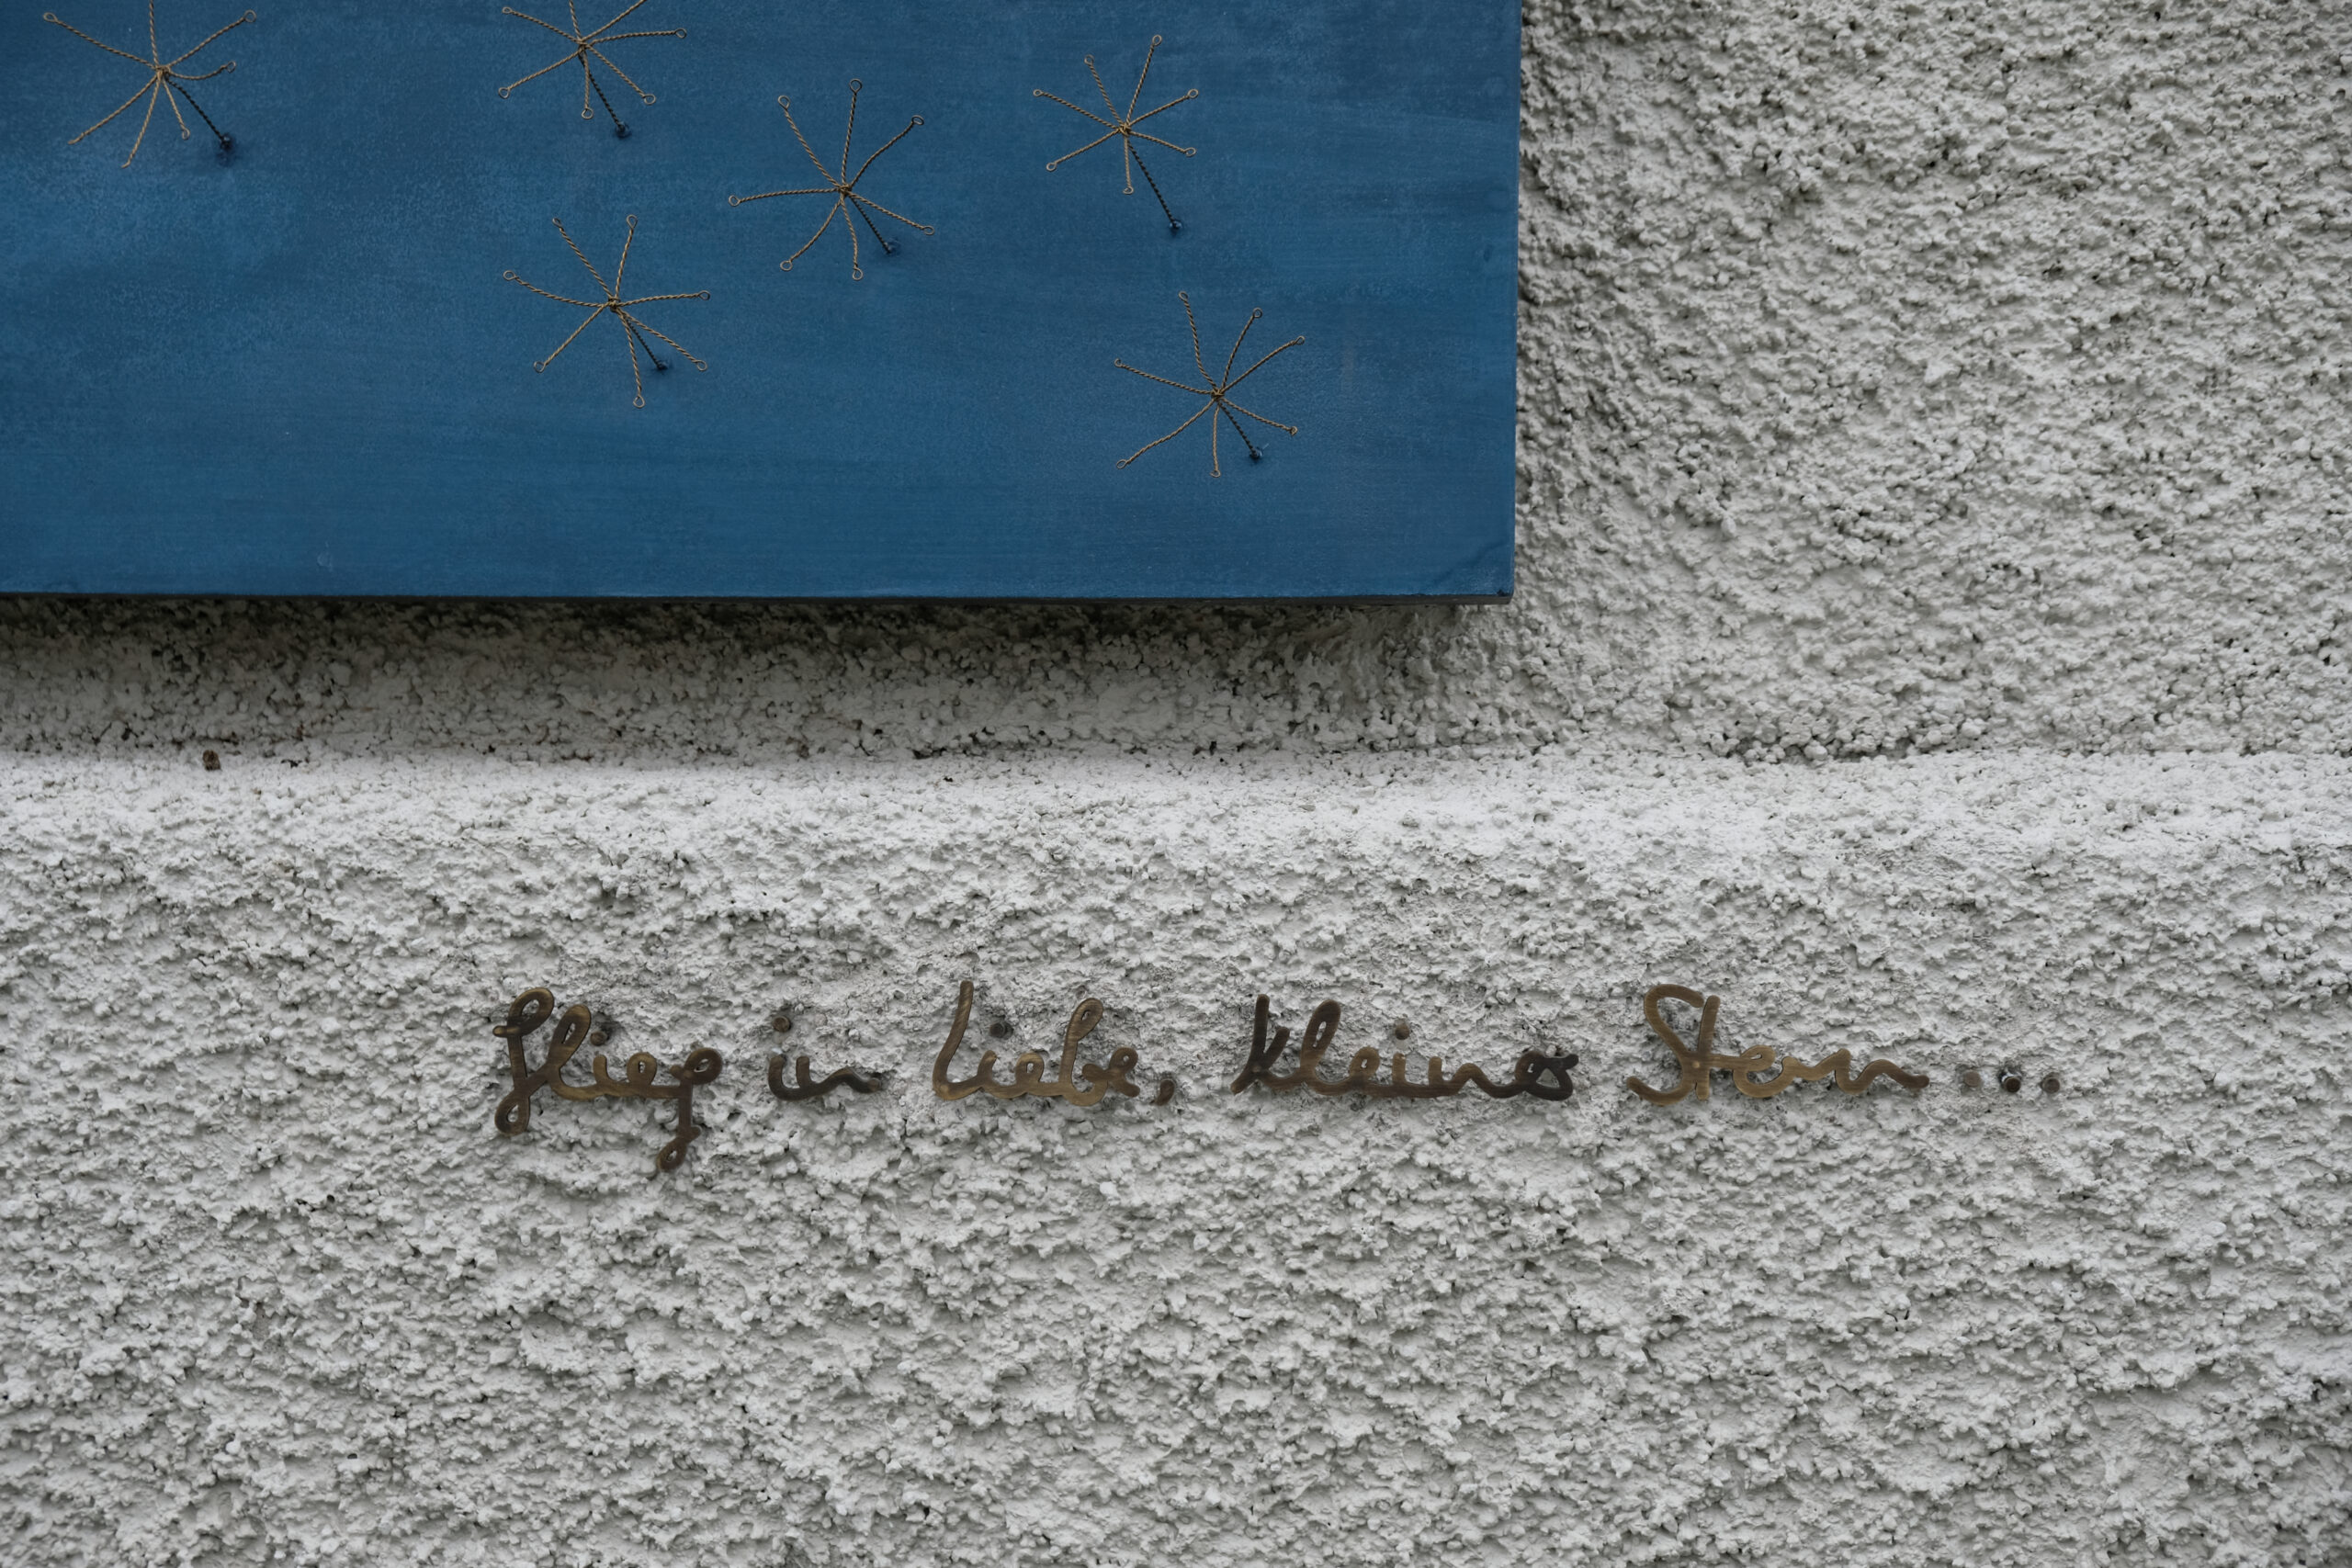 flieg in Liebe, kleiner Stern...